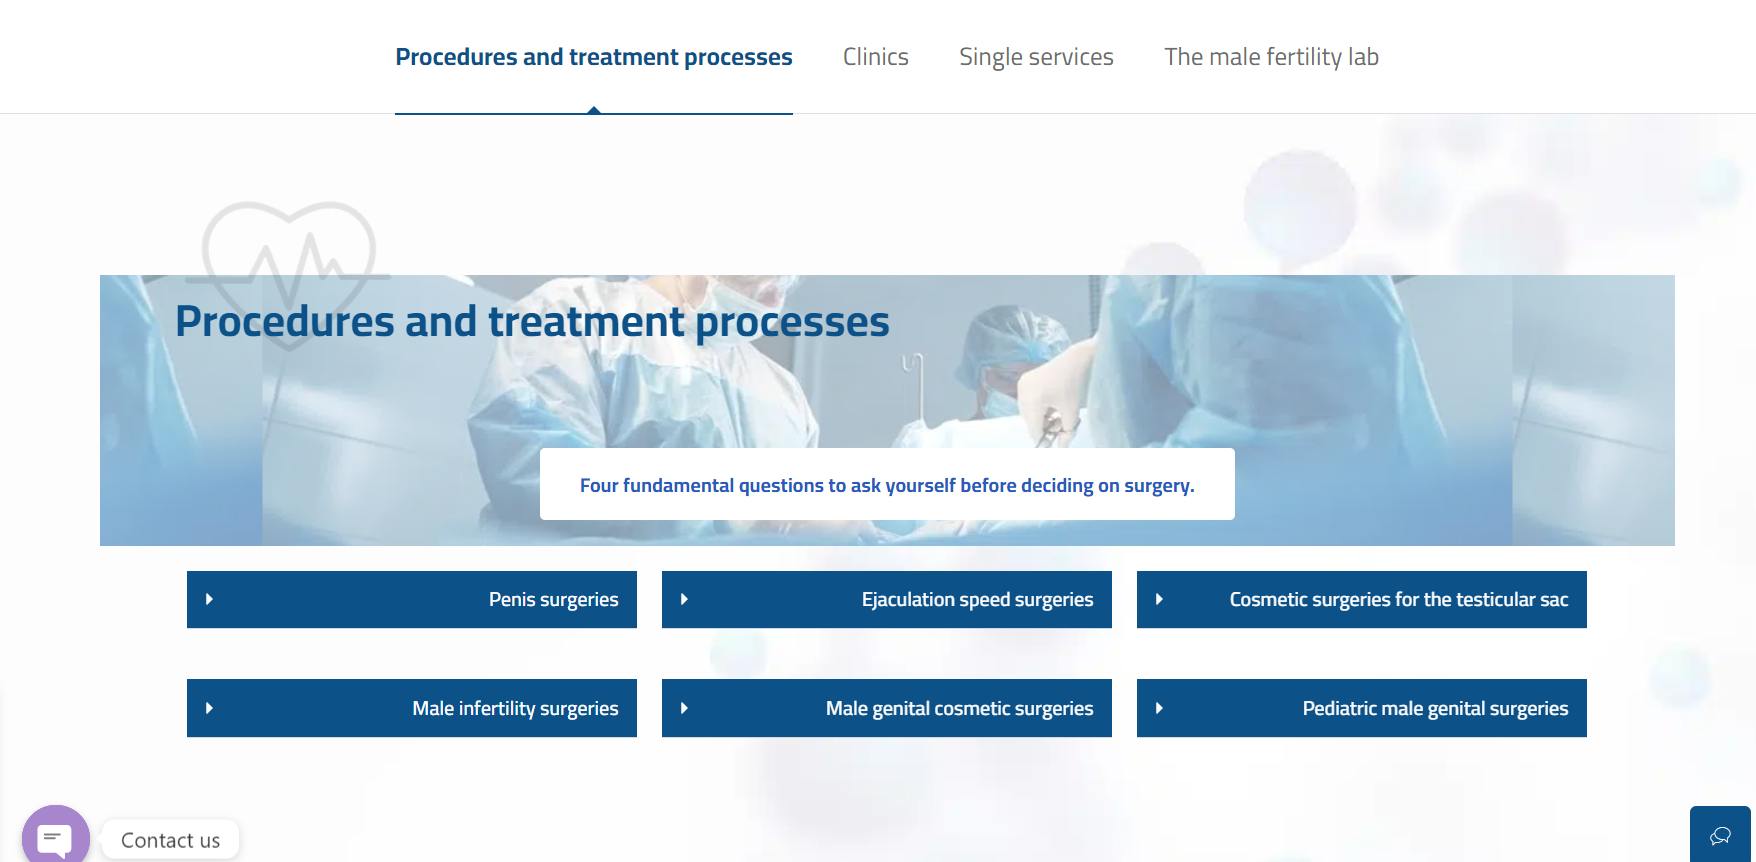 Procedures and treatment processes
Clinics
Single services
The male fertility lab
Procedures and treatment processes
Four fundamental questions to ask yourself before deciding on surgery.
Penis surgeries
Ejaculation speed surgeries
Cosmetic surgeries for the testicular sac
Male infertility surgeries
Male genital cosmetic surgeries
Pediatric male genital surgeries
Contact us